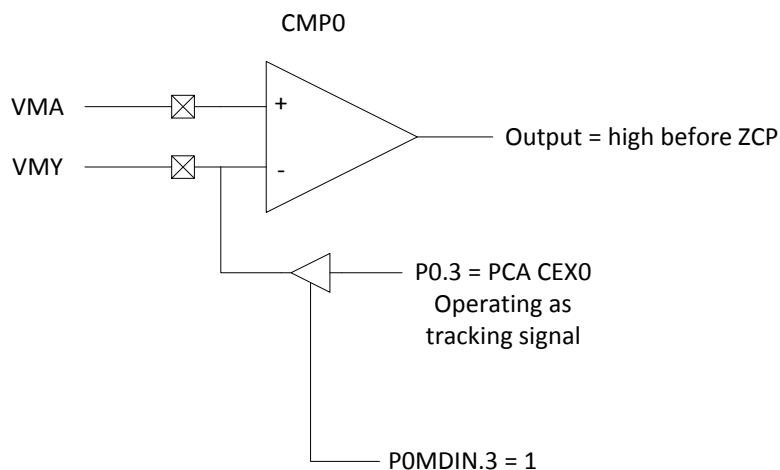 CMP0
VMA
+
Output = high before ZCP
VMY
-
P0.3 = PCA CEX0
Operating as
tracking signal
P0MDIN.3 = 1